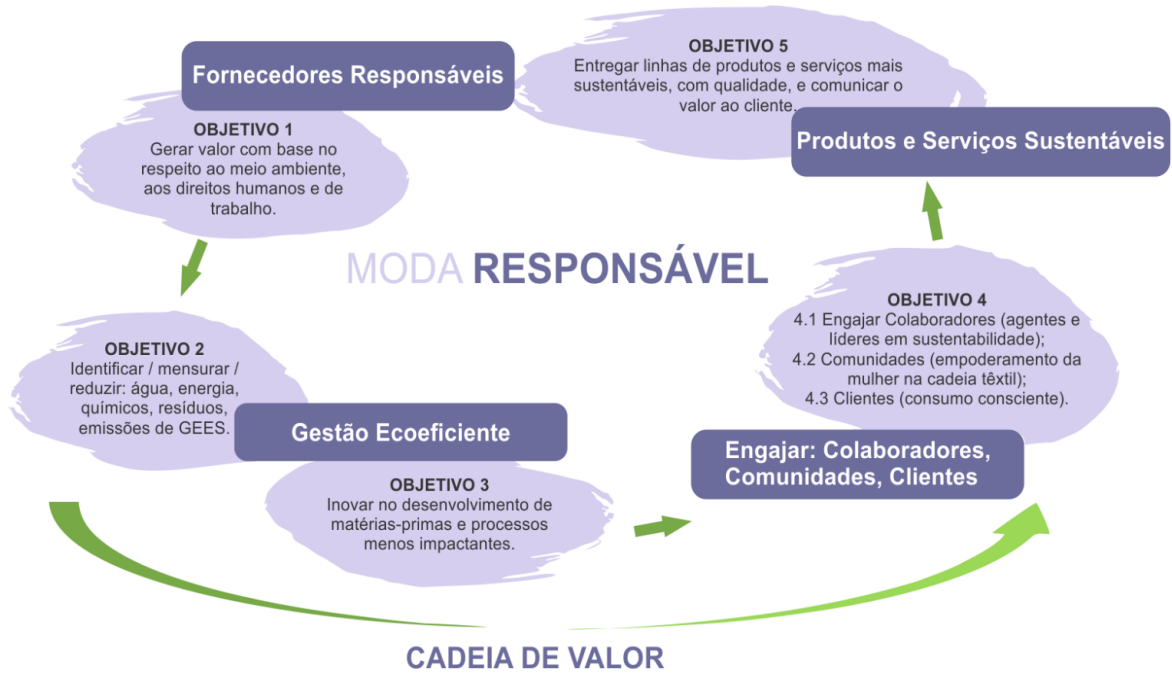 Fornecedores Responsáveis
OBJETIVO 1
Gerar valor com base no
respeito ao meio ambiente,
aos direitos humanos e de
trabalho.
MODA RESPONSÁVEL
OBJETIVO 2
Identificar / mensurar /
reduzir: água, energia,
químicos, resíduos,
emissões de GEES.
Gestão Ecoeficiente
OBJETIVO 3
Inovar no desenvolvimento de
matérias-primas e processos
menos impactantes.
Engajar: Colaboradores,
Comunidades, Clientes
OBJETIVO 4
4.1 Engajar Colaboradores (agentes e
líderes em sustentabilidade);
4.2 Comunidades (empoderamento da
mulher na cadeia têxtil);
4.3 Clientes (consumo consciente).
Produtos e Serviços Sustentáveis
OBJETIVO 5
Entregar linhas de produtos e serviços mais
sustentáveis, com qualidade, e comunicar o
valor ao cliente.
CADEIA DE VALOR